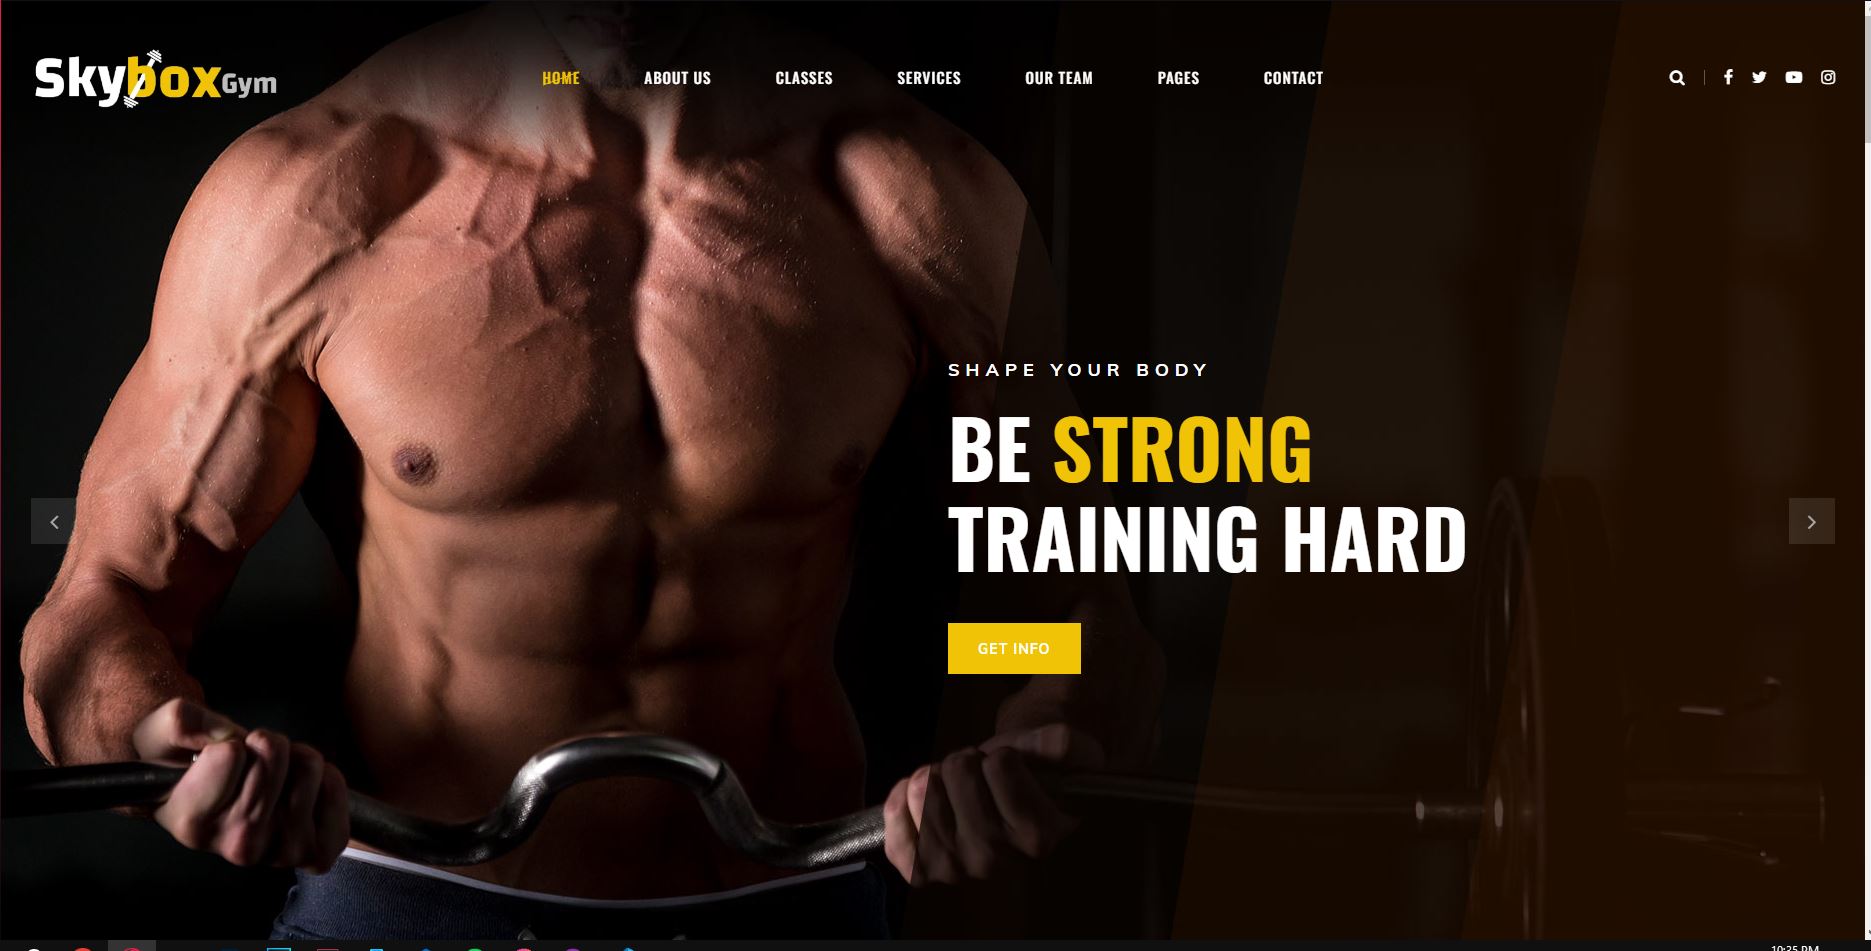 SkyboxGym
HOME
ABOUT US
CLASSES
SERVICES
OUR TEAM
PAGES
CONTACT
SHAPE YOUR BODY
BE STRONG
TRAINING HARD
GET INFO
10:35 PM